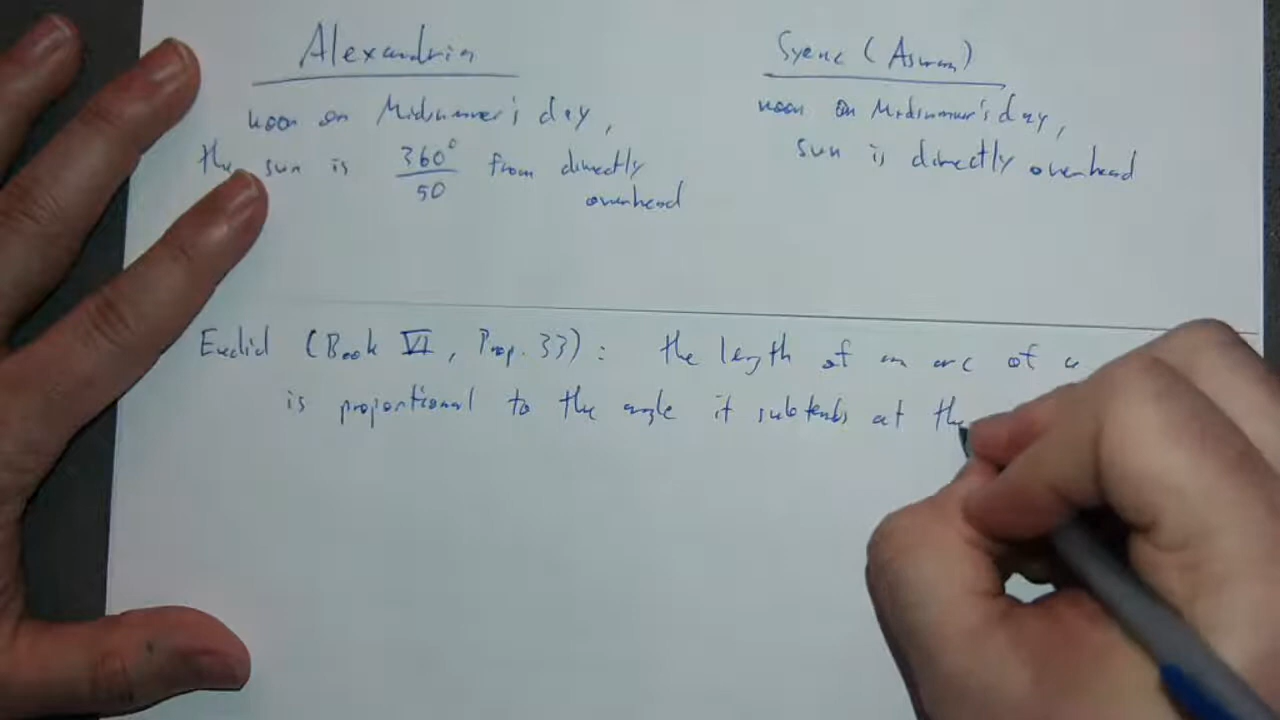 Alexandria
noon on Midsummer's day,
the sun is 360°/50 from directly
overhead
Syene (Aswan)
noon on Midsummer's day,
sun is directly overhead
Euclid (Book VI, Prop. 33): the length of an arc of a
is proportional to the angle it subtends at the